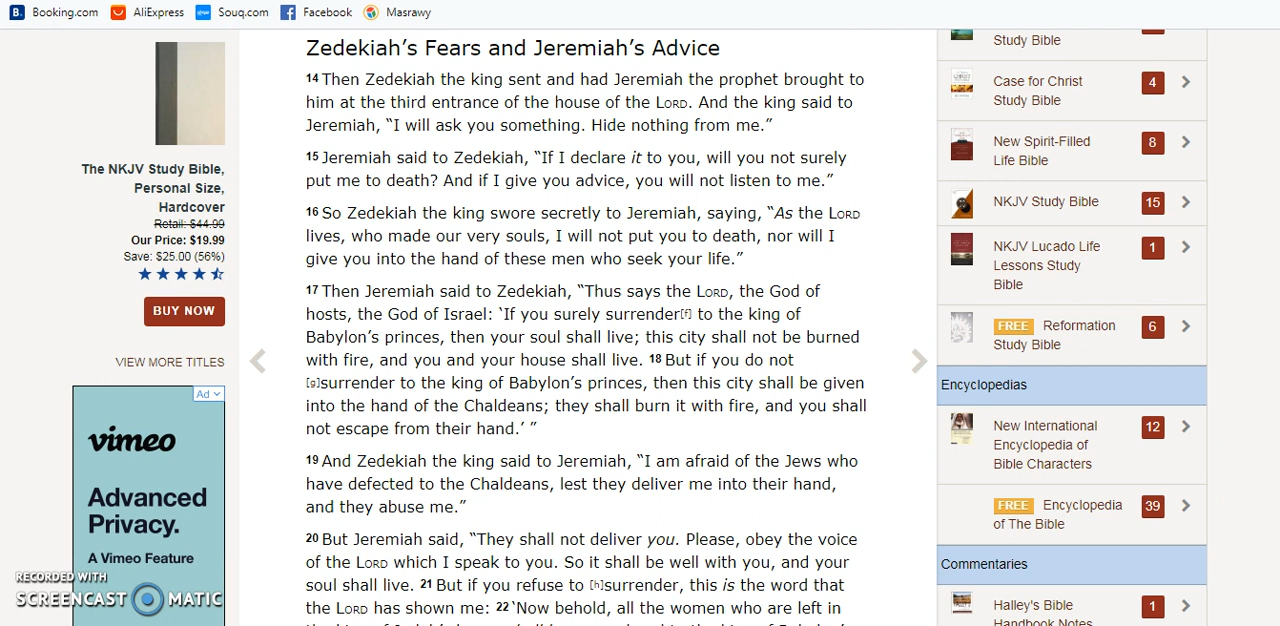 Booking.com AliExpress Souq.com Facebook Masrawy
The NKJV Study Bible,
Personal Size,
Hardcover
Retail: $44.99
Our Price: $19.99
Save: $25.00 (56%)
BUY NOW
VIEW MORE TITLES
Ad
vimeo
Advanced
Privacy.
A Vimeo Feature
RECORDED WITH
SCREENCAST MATIC
Zedekiah’s Fears and Jeremiah’s Advice
14 Then Zedekiah the king sent and had Jeremiah the prophet brought to
him at the third entrance of the house of the LORD. And the king said to
Jeremiah, “I will ask you something. Hide nothing from me.”
15 Jeremiah said to Zedekiah, “If I declare it to you, will you not surely
put me to death? And if I give you advice, you will not listen to me.”
16 So Zedekiah the king swore secretly to Jeremiah, saying, “As the LORD
lives, who made our very souls, I will not put you to death, nor will I
give you into the hand of these men who seek your life.”
17 Then Jeremiah said to Zedekiah, “Thus says the LORD, the God of
hosts, the God of Israel: ‘If you surely surrender[f] to the king of
Babylon’s princes, then your soul shall live; this city shall not be burned
with fire, and you and your house shall live. 18 But if you do not
[g]surrender to the king of Babylon’s princes, then this city shall be given
into the hand of the Chaldeans; they shall burn it with fire, and you shall
not escape from their hand.’ ”
19 And Zedekiah the king said to Jeremiah, “I am afraid of the Jews who
have defected to the Chaldeans, lest they deliver me into their hand,
and they abuse me.”
20 But Jeremiah said, “They shall not deliver you. Please, obey the voice
of the LORD which I speak to you. So it shall be well with you, and your
soul shall live. 21 But if you refuse to [h]surrender, this is the word that
the LORD has shown me: 22 ‘Now behold, all the women who are left in
Study Bible
Case for Christ 4
Study Bible
New Spirit-Filled 8
Life Bible
NKJV Study Bible 15
NKJV Lucado Life 1
Lessons Study
Bible
FREE Reformation 6
Study Bible
Encyclopedias
New International 12
Encyclopedia of
Bible Characters
FREE Encyclopedia 39
of The Bible
Commentaries
Halley's Bible 1
Handbook Notes